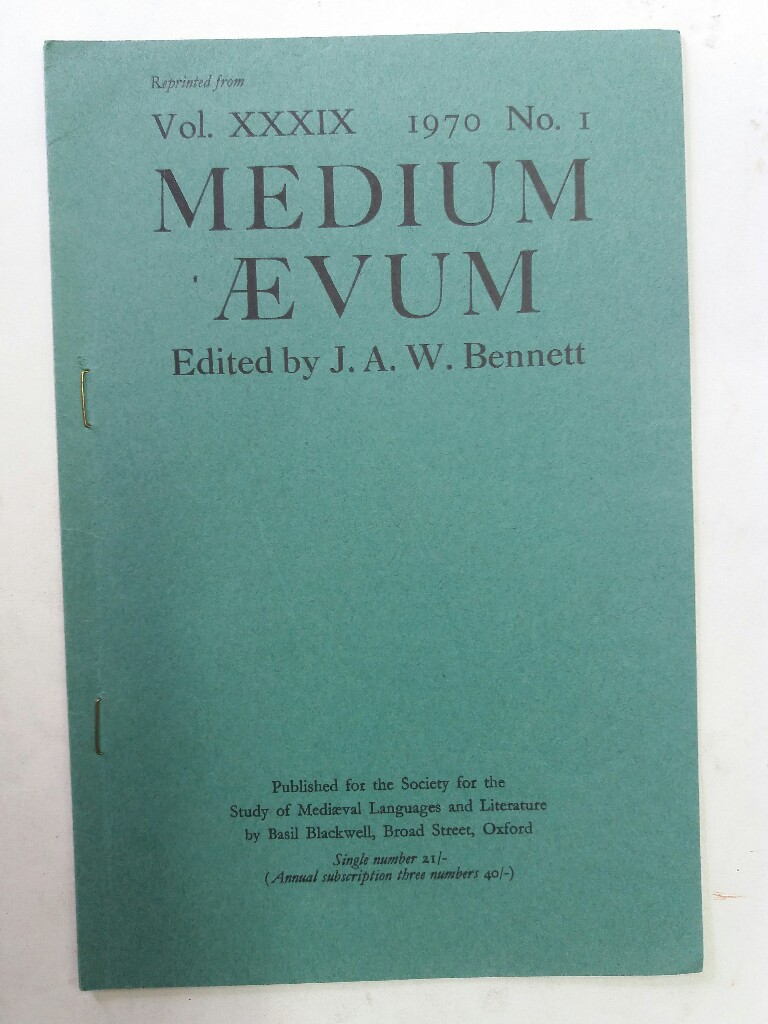 Reprinted from
Vol. XXXIX 1970 No. 1
MEDIUM
ÆVUM
Edited by J. A. W. Bennett
Published for the Society for the
Study of Mediæval Languages and Literature
by Basil Blackwell, Broad Street, Oxford
Single number 21/-
(Annual subscription three numbers 40/-)